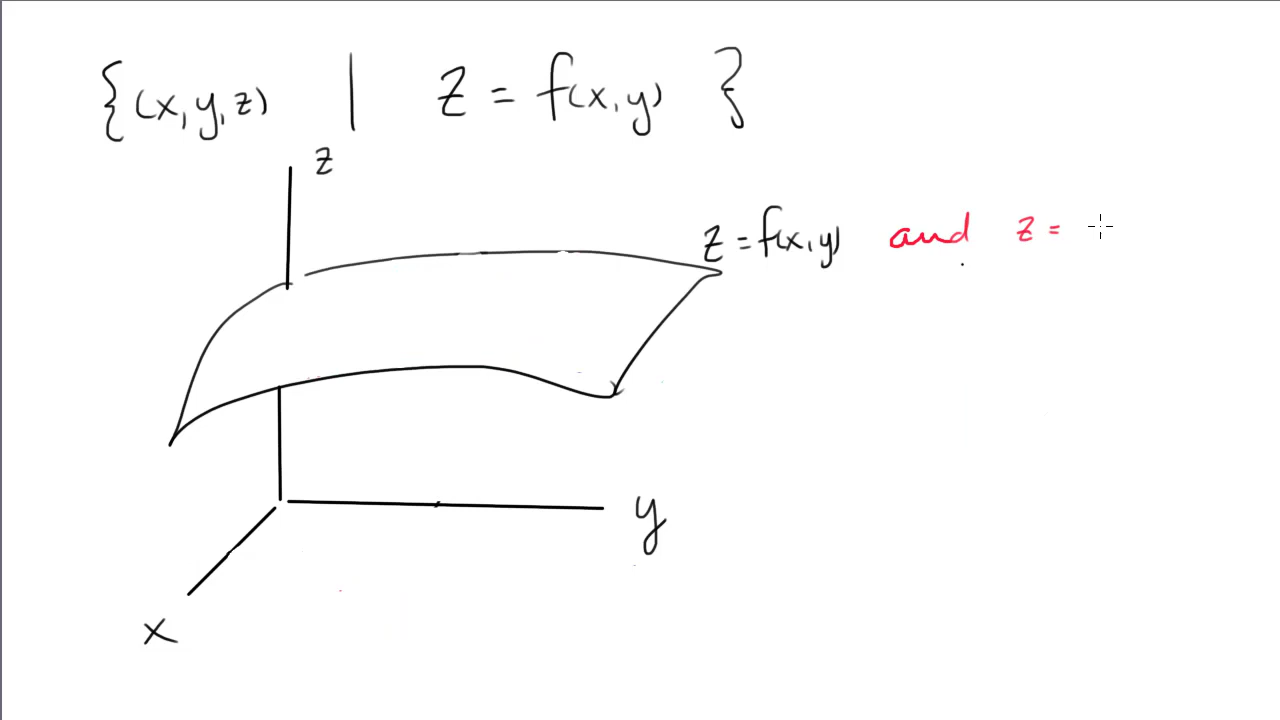 {(x,y,z) | z = f(x,y) }
z
z = f(x,y) and z =
y
x